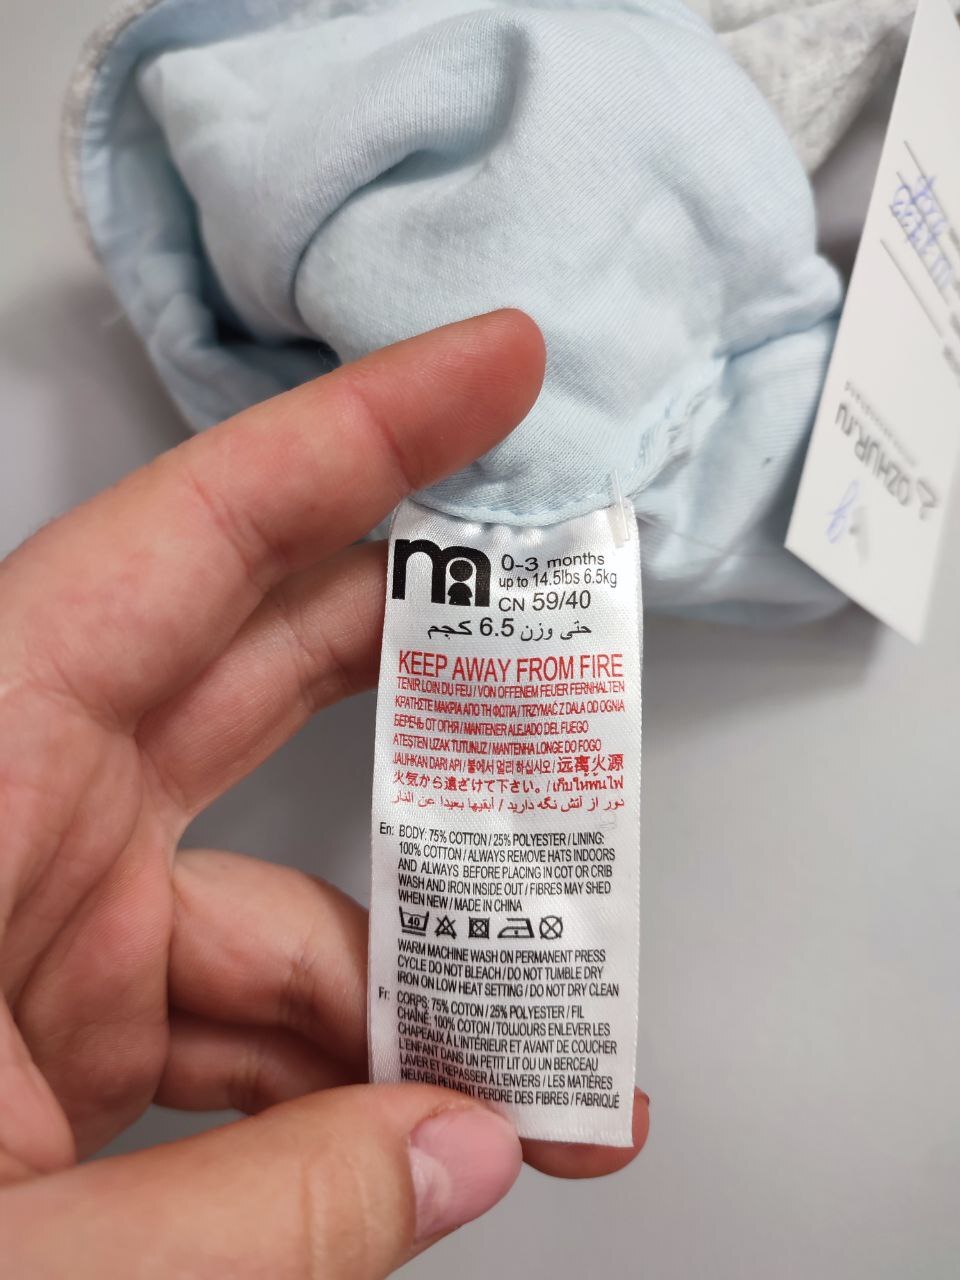 m
0-3 months
up to 14.5lbs 6.5kg
CN 59/40
حتى وزن 6.5 كجم
KEEP AWAY FROM FIRE
TENIR LOIN DU FEU / VON OFFENEM FEUER FERNHALTEN
ΚΡΑΤΗΣΤΕ ΜΑΚΡΙΑ ΑΠΟ ΤΗ ΦΩΤΙΑ / TRZYMAĆ Z DALA OD OGNIA
БЕРЕЧЬ ОТ ОГНЯ / MANTENER ALEJADO DEL FUEGO
ATEŞTEN UZAK TUTUNUZ / MANTENHA LONGE DO FOGO
JAUHKAN DARI API / 불에서 멀리 하십시오 / 远离火源
火気から遠ざけて下さい。/ เก็บให้พ้นไฟ
دور از آتش نگه دارید / أبقيها بعيدا عن النار
En: BODY: 75% COTTON / 25% POLYESTER / LINING:
100% COTTON / ALWAYS REMOVE HATS INDOORS
AND ALWAYS BEFORE PLACING IN COT OR CRIB
WASH AND IRON INSIDE OUT / FIBRES MAY SHED
WHEN NEW / MADE IN CHINA
40
WARM MACHINE WASH ON PERMANENT PRESS
CYCLE DO NOT BLEACH / DO NOT TUMBLE DRY
IRON ON LOW HEAT SETTING / DO NOT DRY CLEAN
Fr: CORPS: 75% COTON / 25% POLYESTER / FIL
CHAÎNE: 100% COTON / TOUJOURS ENLEVER LES
CHAPEAUX À L'INTÉRIEUR ET AVANT DE COUCHER
L'ENFANT DANS UN PETIT LIT OU UN BERCEAU
LAVER ET REPASSER À L'ENVERS / LES MATIÈRES
NEUVES PEUVENT PERDRE DES FIBRES / FABRIQUÉ
OZHUR.ru